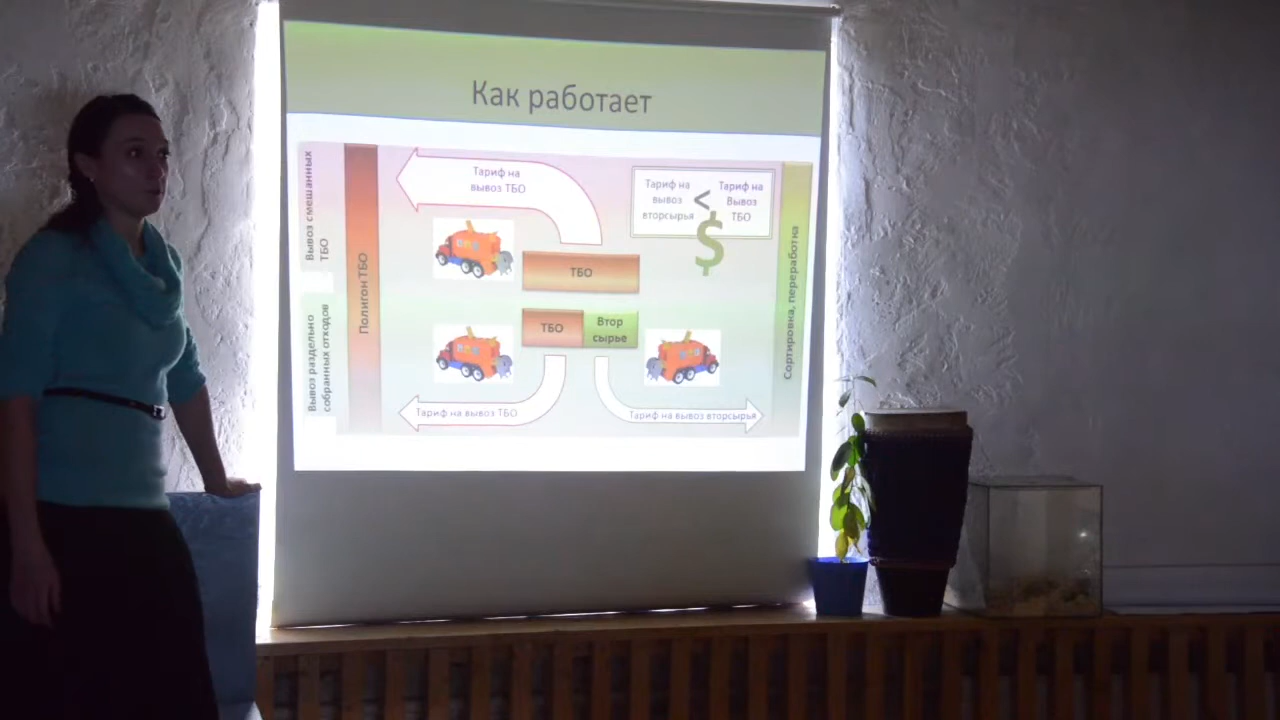 Как работает
Вывоз смешанных
ТБО
Полигон ТБО
Тариф на
вывоз ТБО
Тариф на
вывоз
вторсырья
<
Тариф на
Вывоз
ТБО
$
ТБО
Сортировка, переработка
Вывоз раздельно
собранных отходов
ТБО
Втор
сырье
Тариф на вывоз ТБО
Тариф на вывоз вторсырья